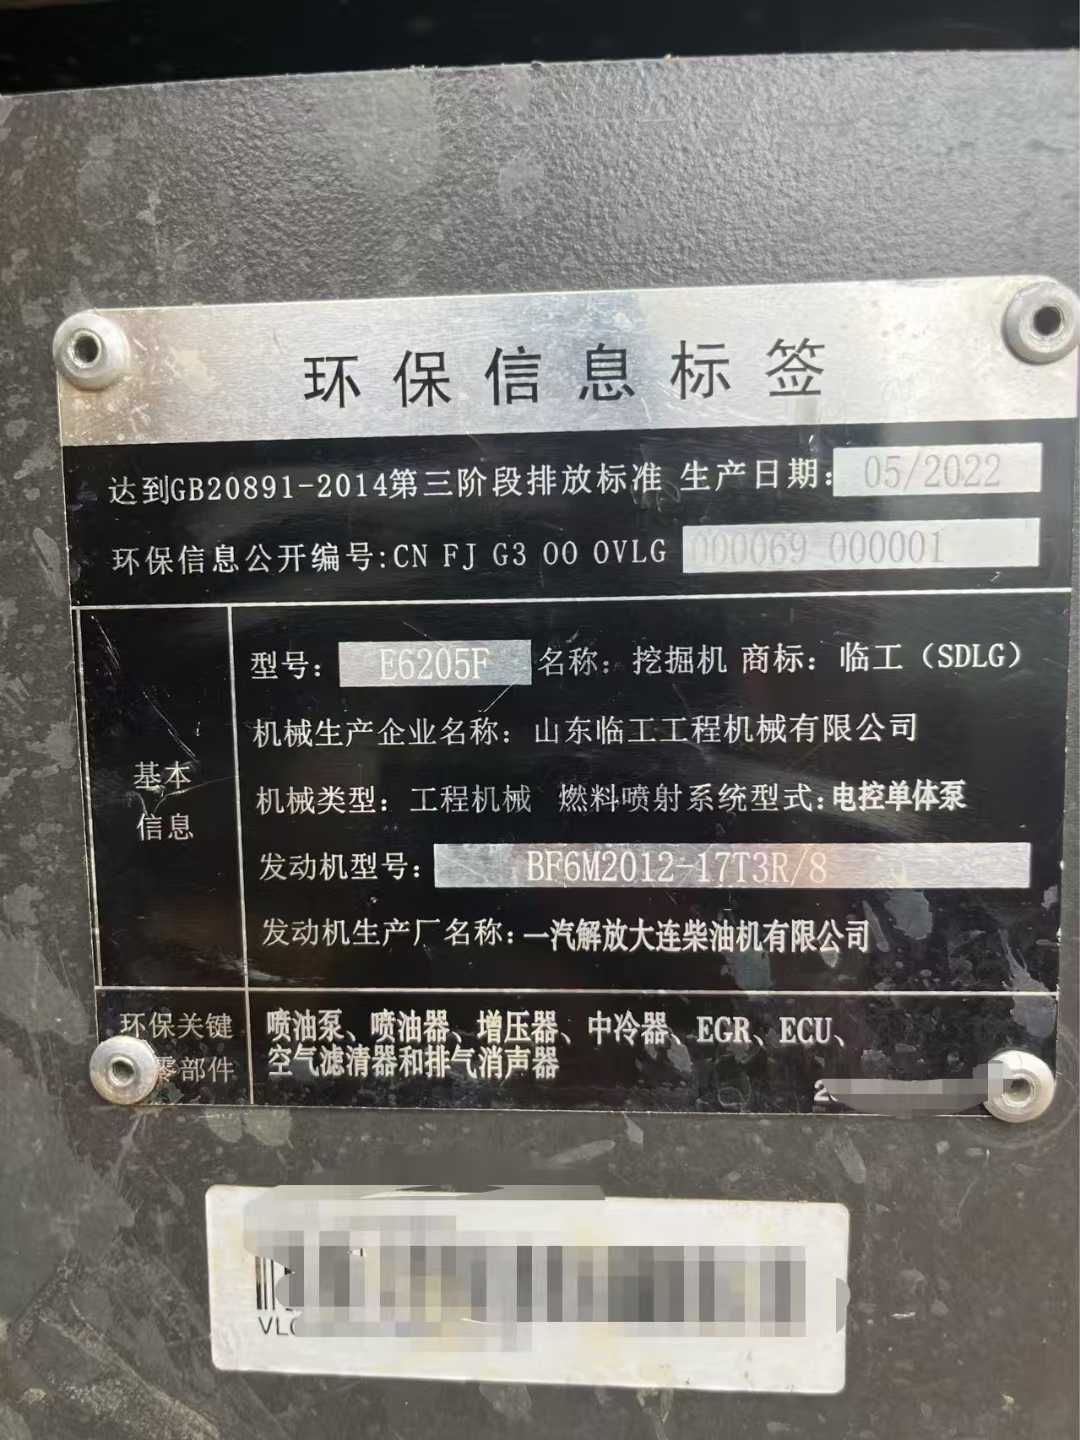 环保信息标签
达到GB20891-2014第三阶段排放标准 生产日期: 05/2022
环保信息公开编号:CN FJ G3 00 0VLG 000069 000001
基本
信息
型号: E6205F 名称: 挖掘机 商标: 临工(SDLG)
机械生产企业名称: 山东临工工程机械有限公司
机械类型: 工程机械 燃料喷射系统型式:电控单体泵
发动机型号: BF6M2012-17T3R/8
发动机生产厂名称:一汽解放大连柴油机有限公司
环保关键
零部件
喷油泵、喷油器、增压器、中冷器、EGR、ECU、
空气滤清器和排气消声器